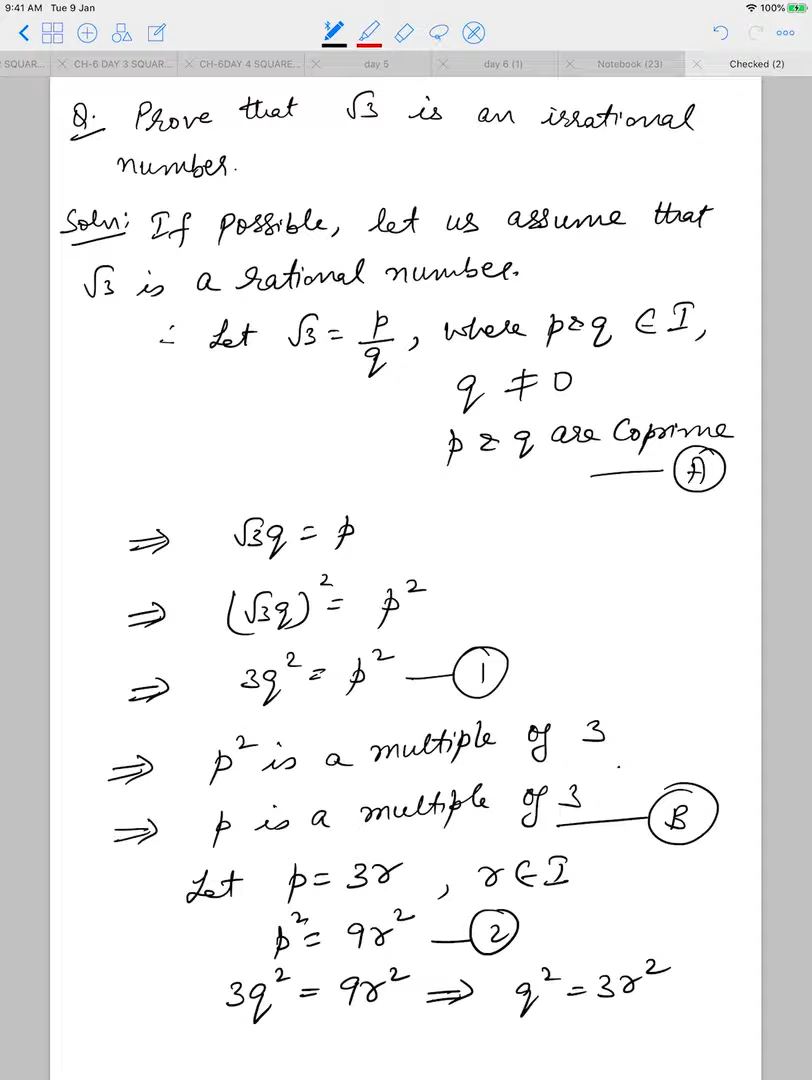 9:41 AM Tue 9 Jan 100%
SQUAR... CH-6 DAY 3 SQUAR... CH-6DAY 4 SQUARE... day 5 day 6 (1) Notebook (23) Checked (2)
Q. Prove that √3 is an irrational
number.
Soln: If possible, let us assume that
√3 is a rational number.
∴ Let √3 = p/q, where p & q ∈ I,
q ≠ 0
p & q are Coprime
— Ⓐ
⇒ √3q = p
⇒ (√3q)² = p²
⇒ 3q² = p² — ①
⇒ p² is a multiple of 3.
⇒ p is a multiple of 3 — Ⓑ
Let p = 3r, r ∈ I
p² = 9r² — ②
3q² = 9r² ⇒ q² = 3r²